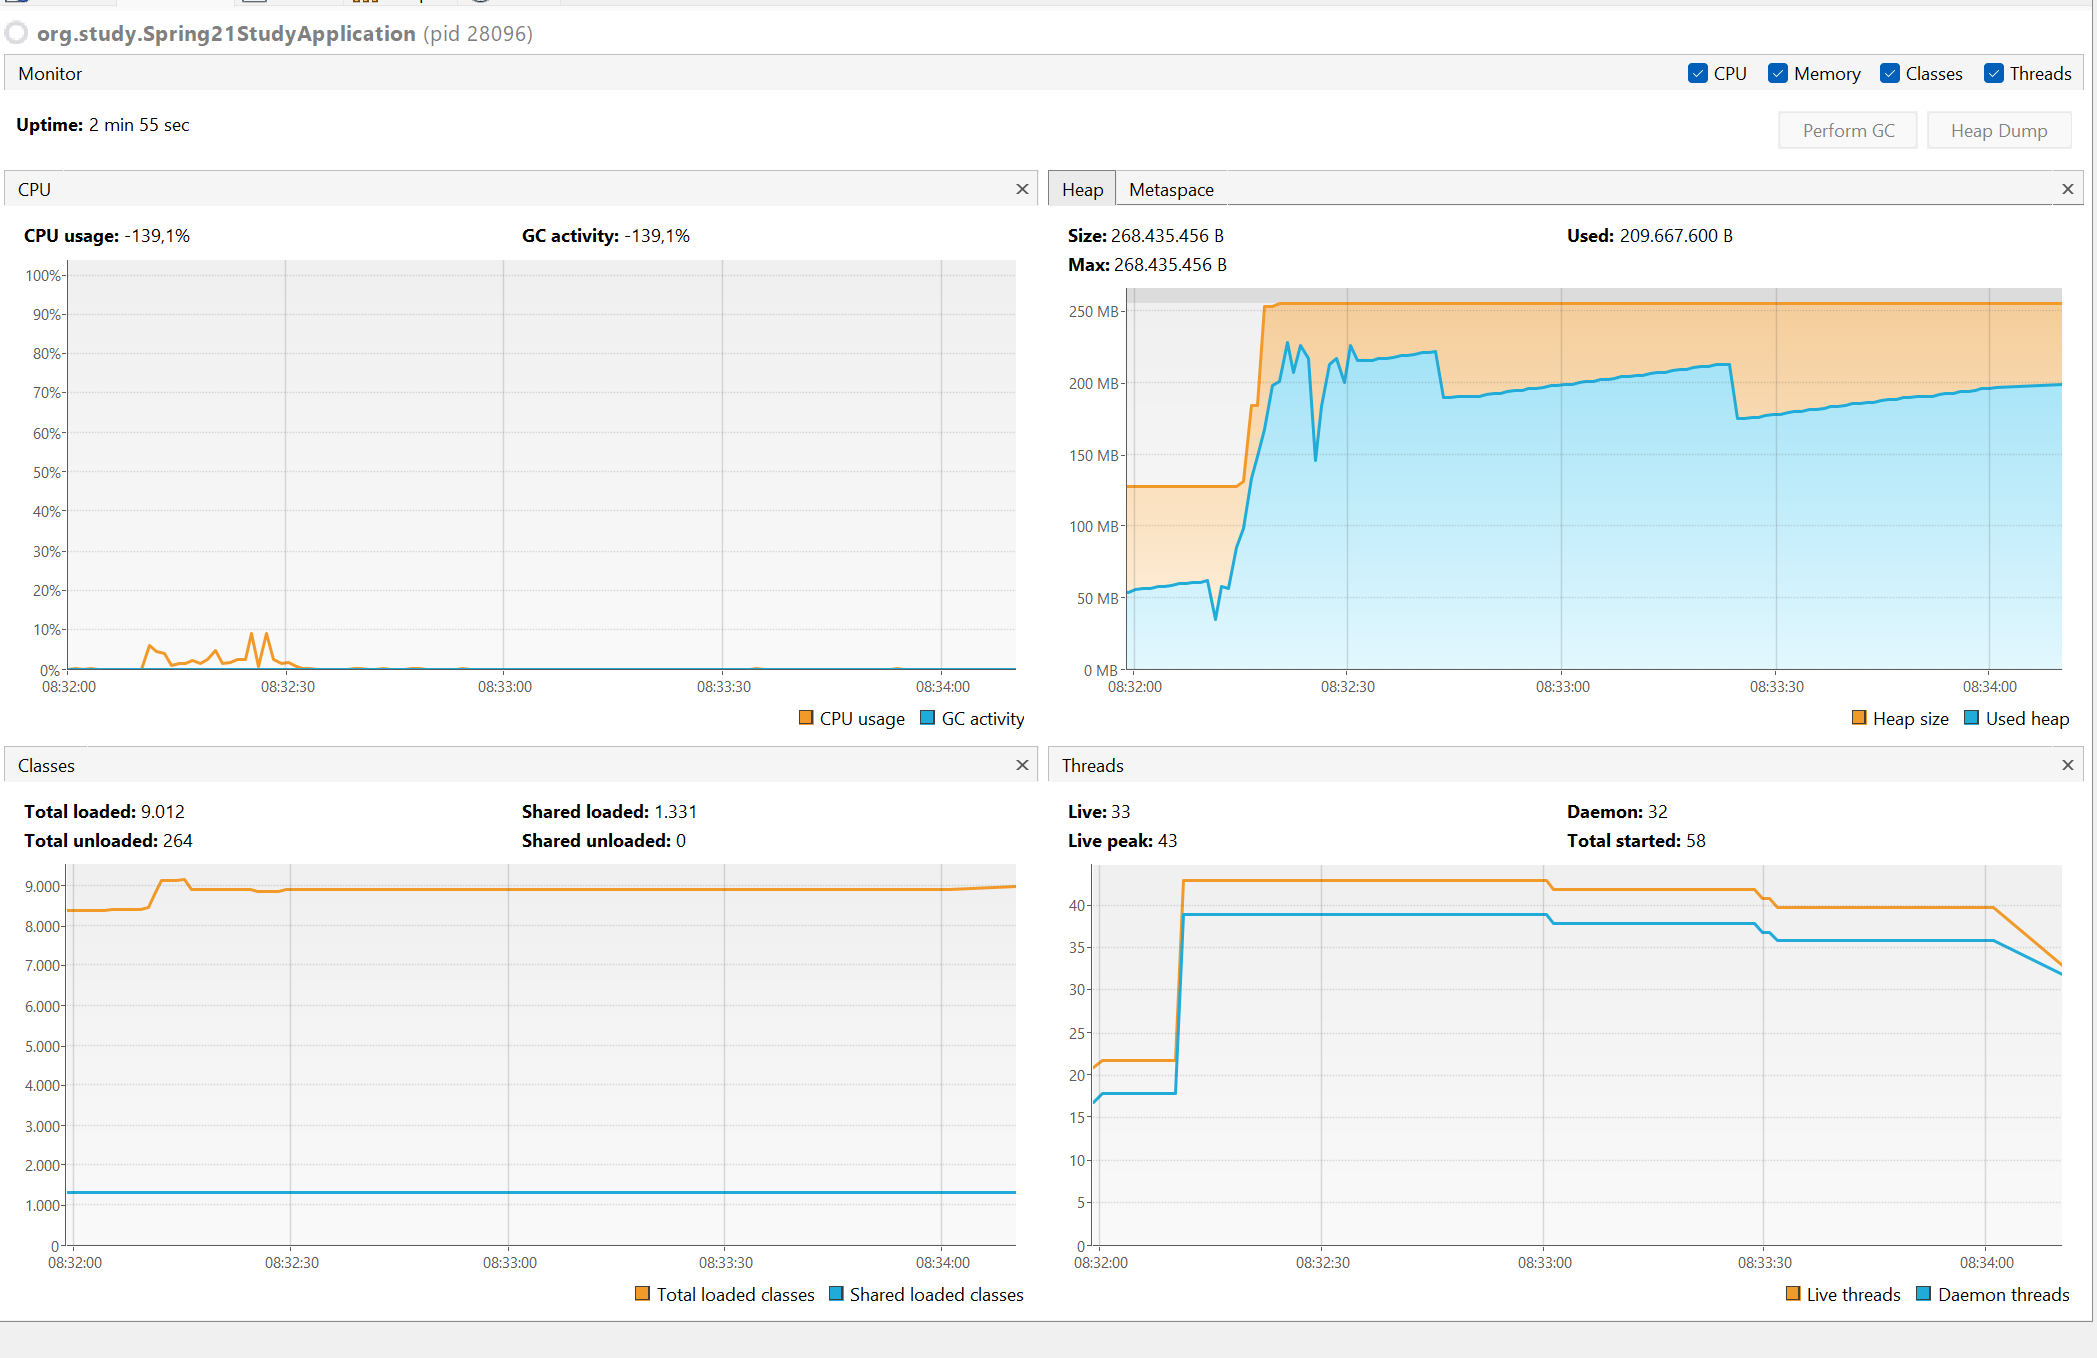 org.study.Spring21StudyApplication (pid 28096)
Monitor
CPU Memory Classes Threads
Uptime: 2 min 55 sec
Perform GC Heap Dump
CPU
CPU usage: -139,1% GC activity: -139,1%
100%
90%
80%
70%
60%
50%
40%
30%
20%
10%
0%
08:32:00 08:32:30 08:33:00 08:33:30 08:34:00
CPU usage GC activity
Heap Metaspace
Size: 268.435.456 B Used: 209.667.600 B
Max: 268.435.456 B
250 MB
200 MB
150 MB
100 MB
50 MB
0 MB
08:32:00 08:32:30 08:33:00 08:33:30 08:34:00
Heap size Used heap
Classes
Total loaded: 9.012 Shared loaded: 1.331
Total unloaded: 264 Shared unloaded: 0
9.000
8.000
7.000
6.000
5.000
4.000
3.000
2.000
1.000
0
08:32:00 08:32:30 08:33:00 08:33:30 08:34:00
Total loaded classes Shared loaded classes
Threads
Live: 33 Daemon: 32
Live peak: 43 Total started: 58
40
35
30
25
20
15
10
5
0
08:32:00 08:32:30 08:33:00 08:33:30 08:34:00
Live threads Daemon threads